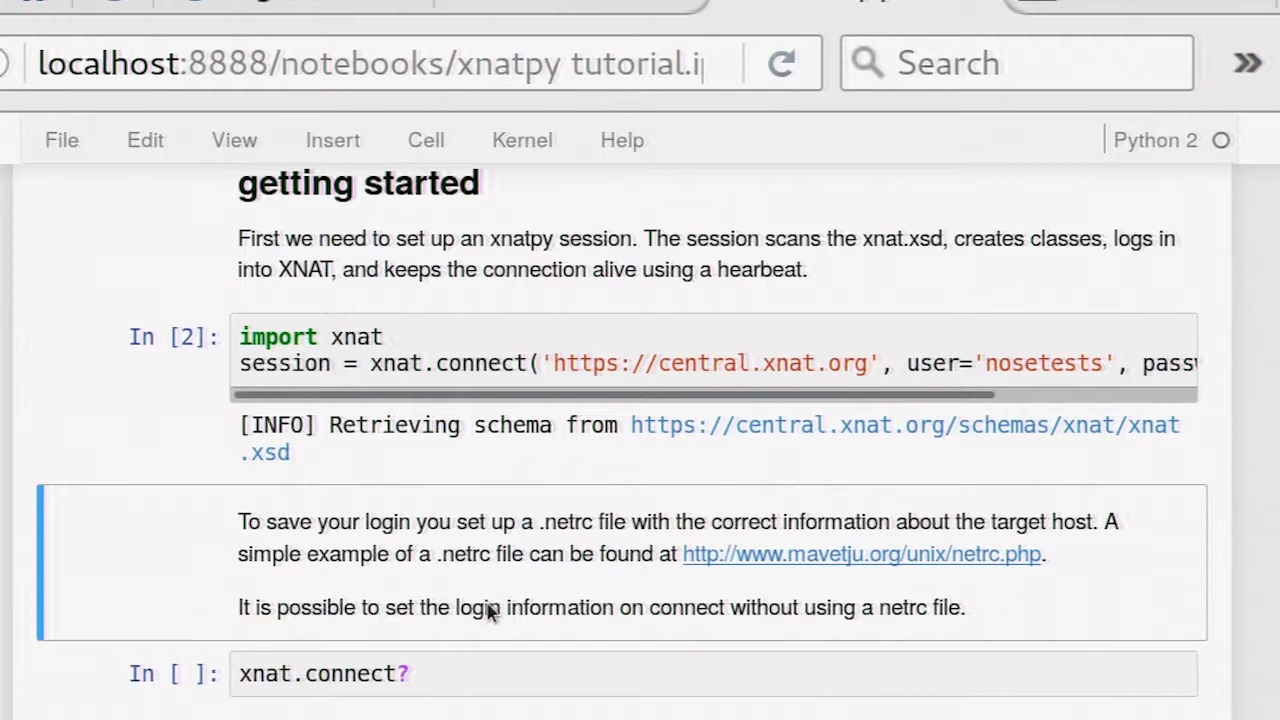 localhost:8888/notebooks/xnatpy tutorial.i
Search
File Edit View Insert Cell Kernel Help Python 2
getting started
First we need to set up an xnatpy session. The session scans the xnat.xsd, creates classes, logs in
into XNAT, and keeps the connection alive using a hearbeat.
In [2]: import xnat
session = xnat.connect('https://central.xnat.org', user='nosetests', pass
[INFO] Retrieving schema from https://central.xnat.org/schemas/xnat/xnat
.xsd
To save your login you set up a .netrc file with the correct information about the target host. A
simple example of a .netrc file can be found at http://www.mavetju.org/unix/netrc.php.
It is possible to set the login information on connect without using a netrc file.
In [ ]: xnat.connect?